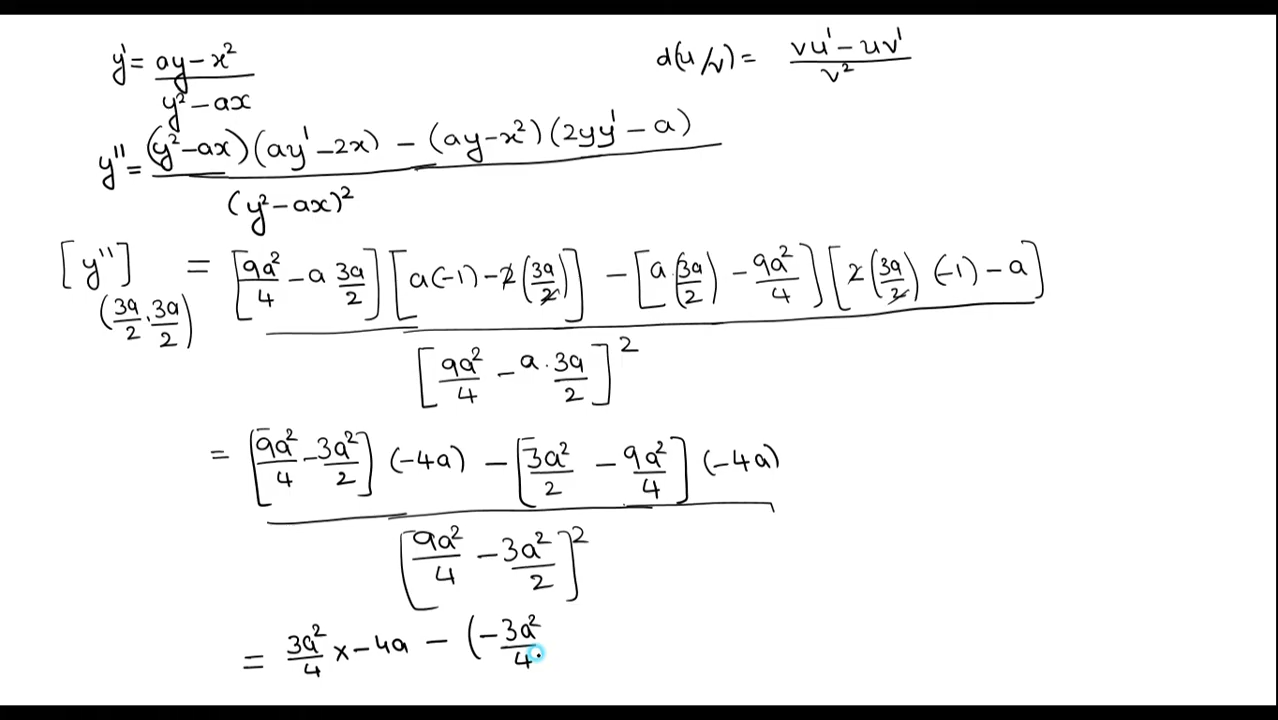 y' = (ay − x²)/(y² − ax)    d(u/v) = (vu' − uv')/v²
y'' = ((y² − ax)(ay' − 2x) − (ay − x²)(2yy' − a))/(y² − ax)²
[y'']_(3a/2, 3a/2) = ([9a²/4 − a 3a/2][a(−1) − 2(3a/2)] − [a·(3a/2) − 9a²/4][2(3a/2)(−1) − a])/[9a²/4 − a·3a/2]²
= ([9a²/4 − 3a²/2](−4a) − [3a²/2 − 9a²/4](−4a))/[9a²/4 − 3a²/2]²
= 3a²/4 × −4a − (−3a²/4